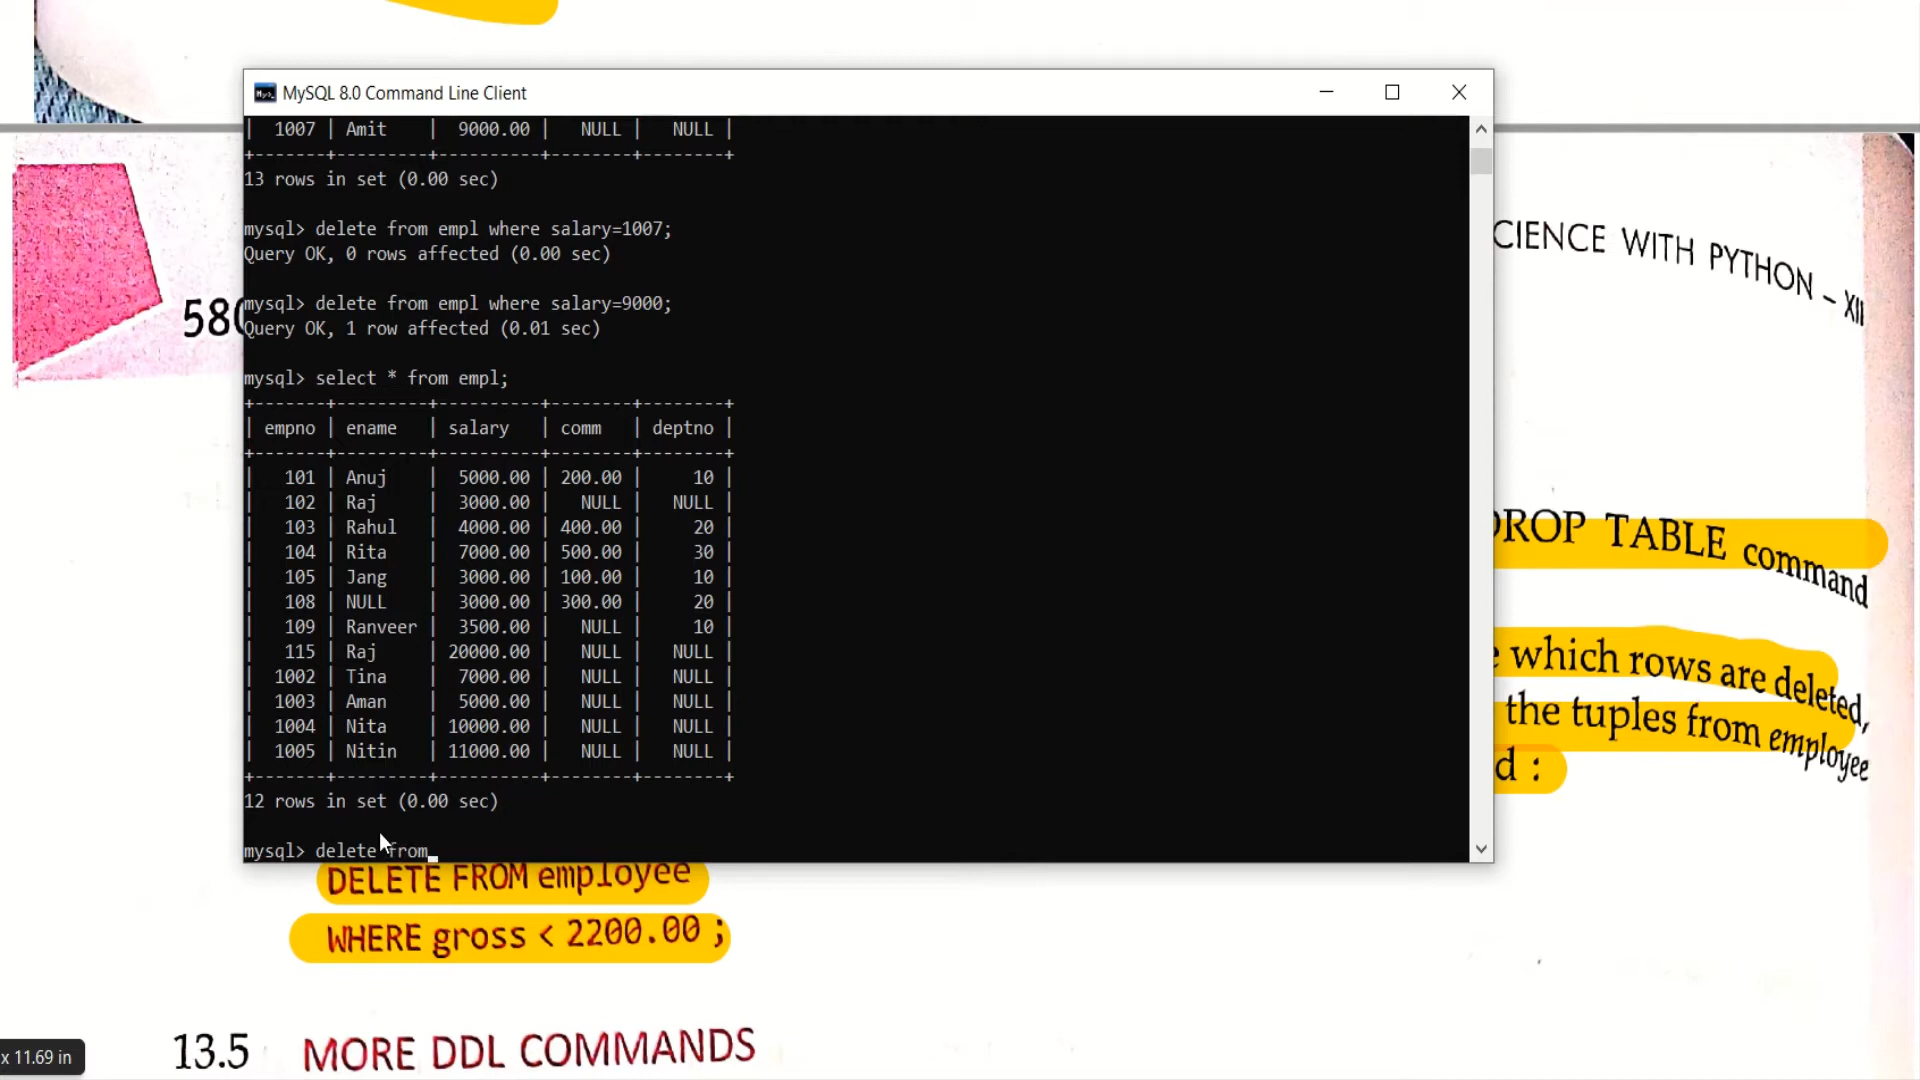 MySQL 8.0 Command Line Client
| 1007 | Amit | 9000.00 | NULL | NULL |
+-------+---------+----------+--------+--------+
13 rows in set (0.00 sec)
mysql> delete from empl where salary=1007;
Query OK, 0 rows affected (0.00 sec)
mysql> delete from empl where salary=9000;
Query OK, 1 row affected (0.01 sec)
mysql> select * from empl;
+-------+---------+----------+--------+--------+
| empno | ename | salary | comm | deptno |
+-------+---------+----------+--------+--------+
| 101 | Anuj | 5000.00 | 200.00 | 10 |
| 102 | Raj | 3000.00 | NULL | NULL |
| 103 | Rahul | 4000.00 | 400.00 | 20 |
| 104 | Rita | 7000.00 | 500.00 | 30 |
| 105 | Jang | 3000.00 | 100.00 | 10 |
| 108 | NULL | 3000.00 | 300.00 | 20 |
| 109 | Ranveer | 3500.00 | NULL | 10 |
| 115 | Raj | 20000.00 | NULL | NULL |
| 1002 | Tina | 7000.00 | NULL | NULL |
| 1003 | Aman | 5000.00 | NULL | NULL |
| 1004 | Nita | 10000.00 | NULL | NULL |
| 1005 | Nitin | 11000.00 | NULL | NULL |
+-------+---------+----------+--------+--------+
12 rows in set (0.00 sec)
mysql> delete from_
580
CIENCE WITH PYTHON – XII
DROP TABLE command
which rows are deleted,
the tuples from employee
d :
DELETE FROM employee
WHERE gross < 2200.00 ;
13.5 MORE DDL COMMANDS
x 11.69 in